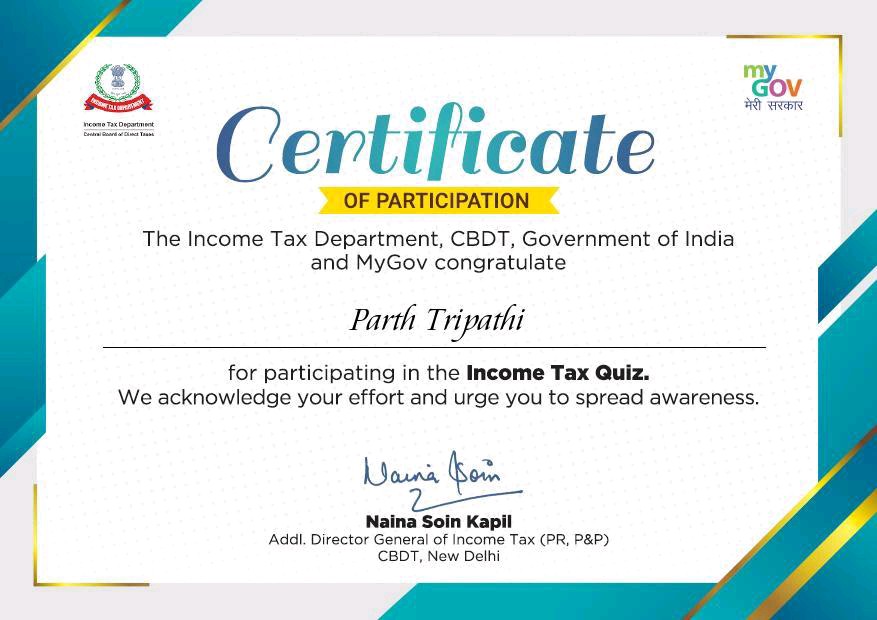 INCOME TAX DEPARTMENT
Income Tax Department
Central Board of Direct Taxes
my
GOV
मेरी सरकार
Certificate
OF PARTICIPATION
The Income Tax Department, CBDT, Government of India
and MyGov congratulate
Parth Tripathi
for participating in the Income Tax Quiz.
We acknowledge your effort and urge you to spread awareness.
Naina Soin
Naina Soin Kapil
Addl. Director General of Income Tax (PR, P&P)
CBDT, New Delhi